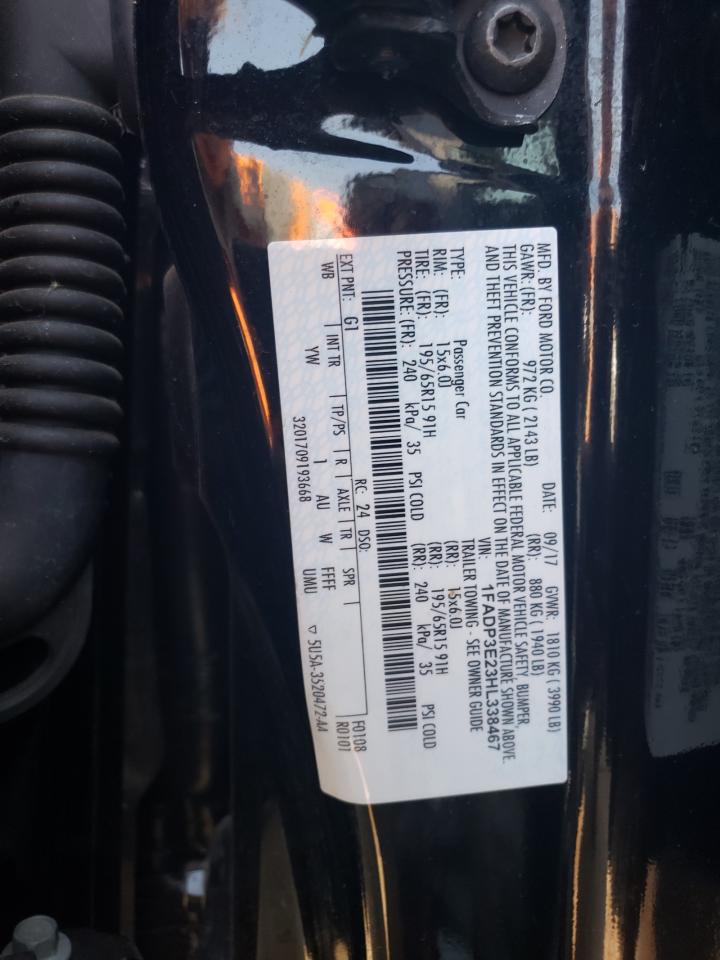 MFD. BY FORD MOTOR CO.
DATE: 09/17 GVWR: 1810 KG ( 3990 LB)
GAWR: (FR): 972 KG ( 2143 LB) (RR): 880 KG ( 1940 LB)
THIS VEHICLE CONFORMS TO ALL APPLICABLE FEDERAL MOTOR VEHICLE SAFETY, BUMPER,
AND THEFT PREVENTION STANDARDS IN EFFECT ON THE DATE OF MANUFACTURE SHOWN ABOVE.
VIN: 1FADP3E23HL338467
TYPE: Passenger Car TRAILER TOWING - SEE OWNER GUIDE
RIM: (FR): 15x6.0J (RR): 15x6.0J
TIRE: (FR): 195/65R15 91H (RR): 195/65R15 91H
PRESSURE: (FR): 240 kPa/ 35 PSI COLD (RR): 240 kPa/ 35 PSI COLD
RC: 24 DSO: F0108
EXT PNT: G1 R0101
WB INT TR TP/PS R AXLE TR SPR
YW 1 AU W FFFF UMU
3201709193668 ▽ 5U5A-3520472-AA